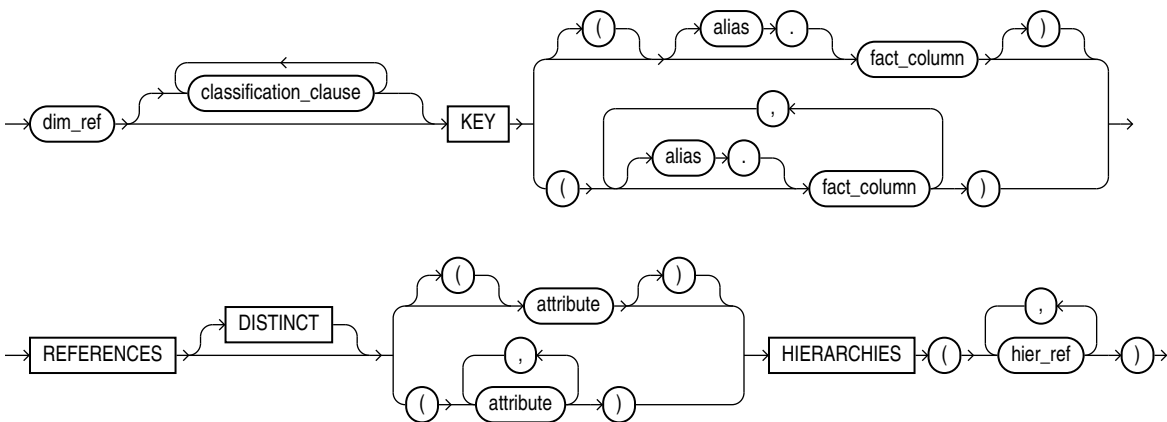 ( alias . )
fact_column
classification_clause
,
dim_ref KEY
alias .
( fact_column )
( )
attribute
DISTINCT
,
REFERENCES , HIERARCHIES ( hier_ref )
( attribute )